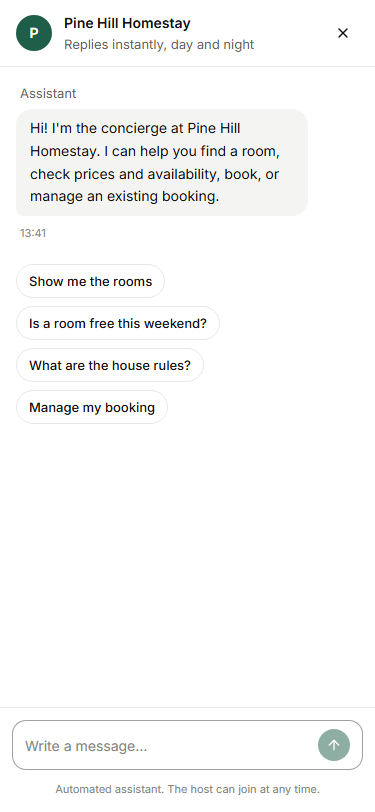 P
Pine Hill Homestay
Replies instantly, day and night
Assistant
Hi! I'm the concierge at Pine Hill
Homestay. I can help you find a room,
check prices and availability, book, or
manage an existing booking.
13:41
Show me the rooms
Is a room free this weekend?
What are the house rules?
Manage my booking
Write a message...
Automated assistant. The host can join at any time.